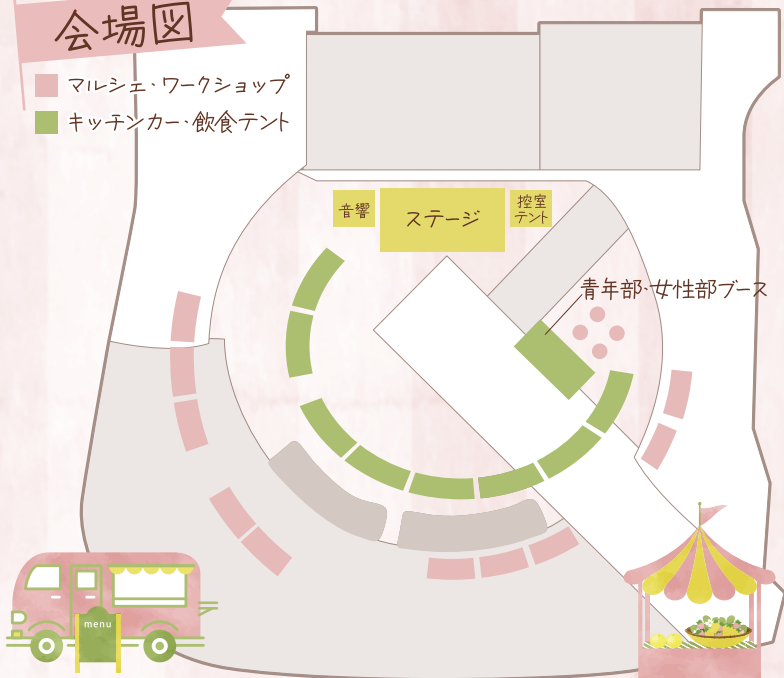 会場図
マルシェ・ワークショップ
キッチンカー・飲食テント
音響
ステージ
控室
テント
青年部・女性部ブース
menu